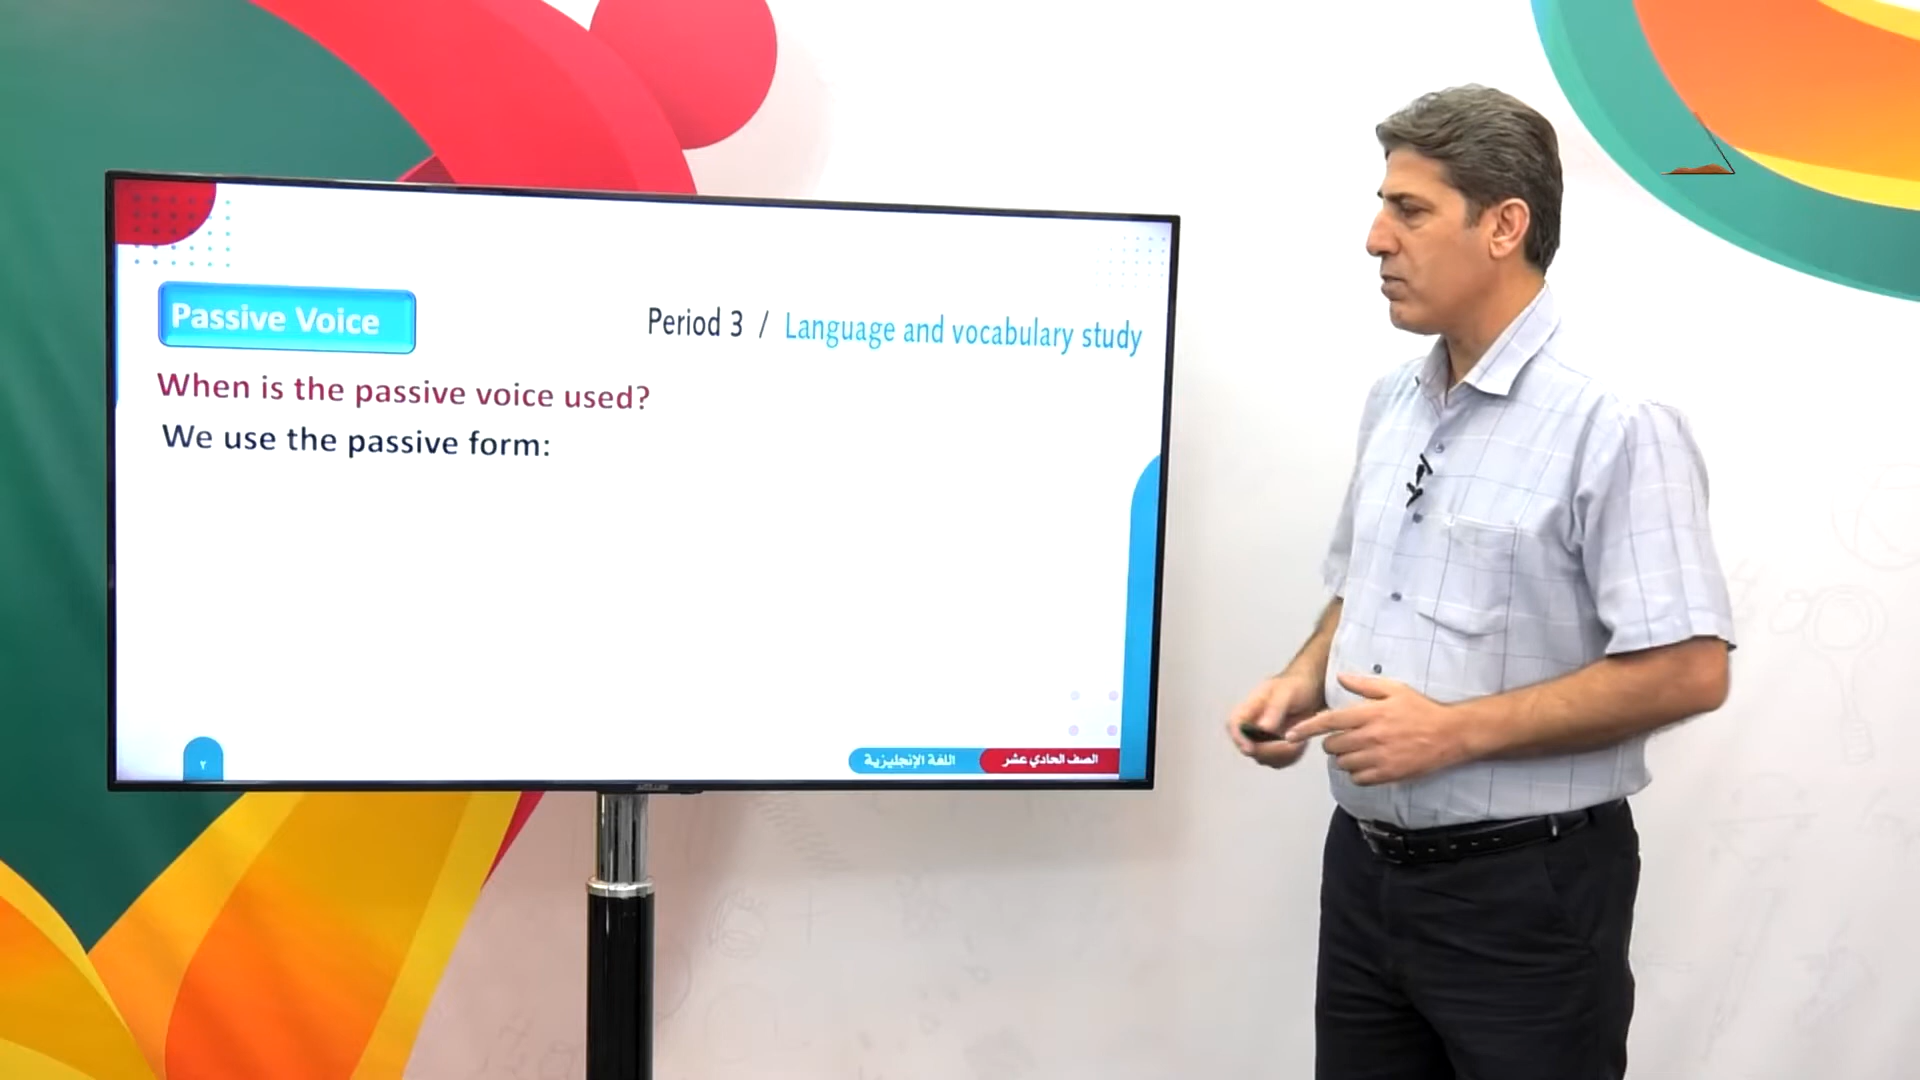 Passive Voice
Period 3 / Language and vocabulary study
When is the passive voice used?
We use the passive form:
٢
اللغة الإنجليزية
الصف الحادي عشر